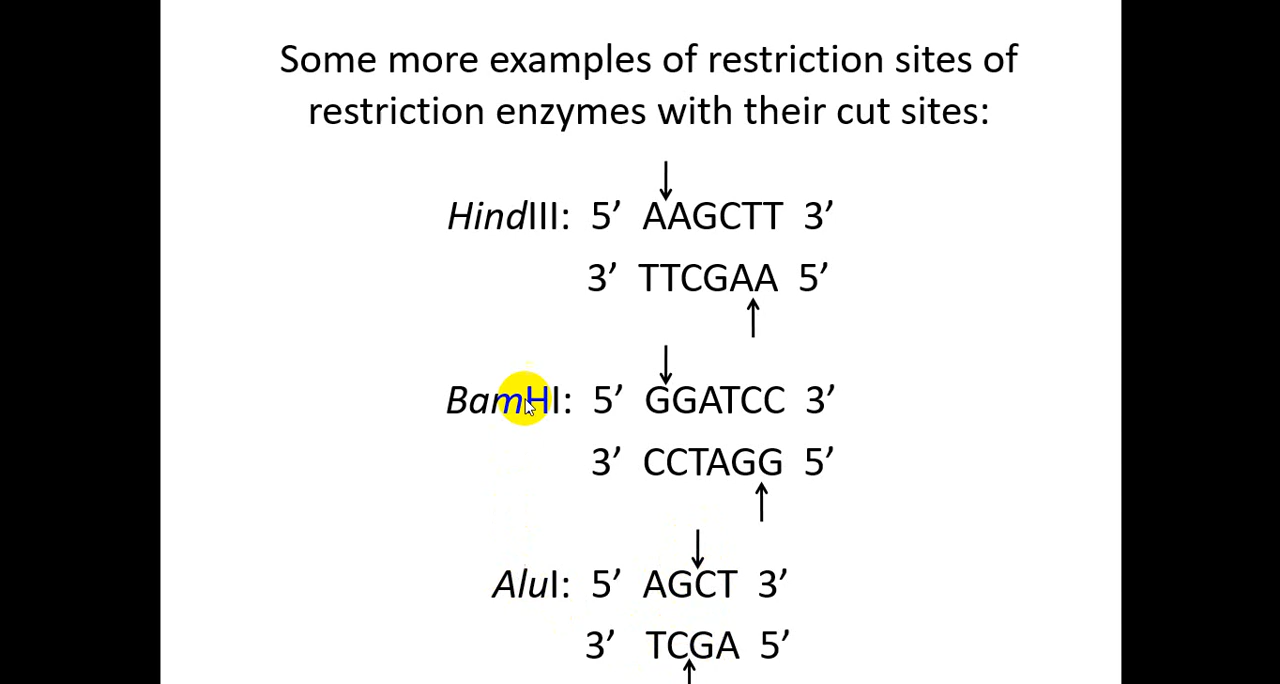 Some more examples of restriction sites of
restriction enzymes with their cut sites:
HindIII: 5’ AAGCTT 3’
3’ TTCGAA 5’
BamHI: 5’ GGATCC 3’
3’ CCTAGG 5’
AluI: 5’ AGCT 3’
3’ TCGA 5’